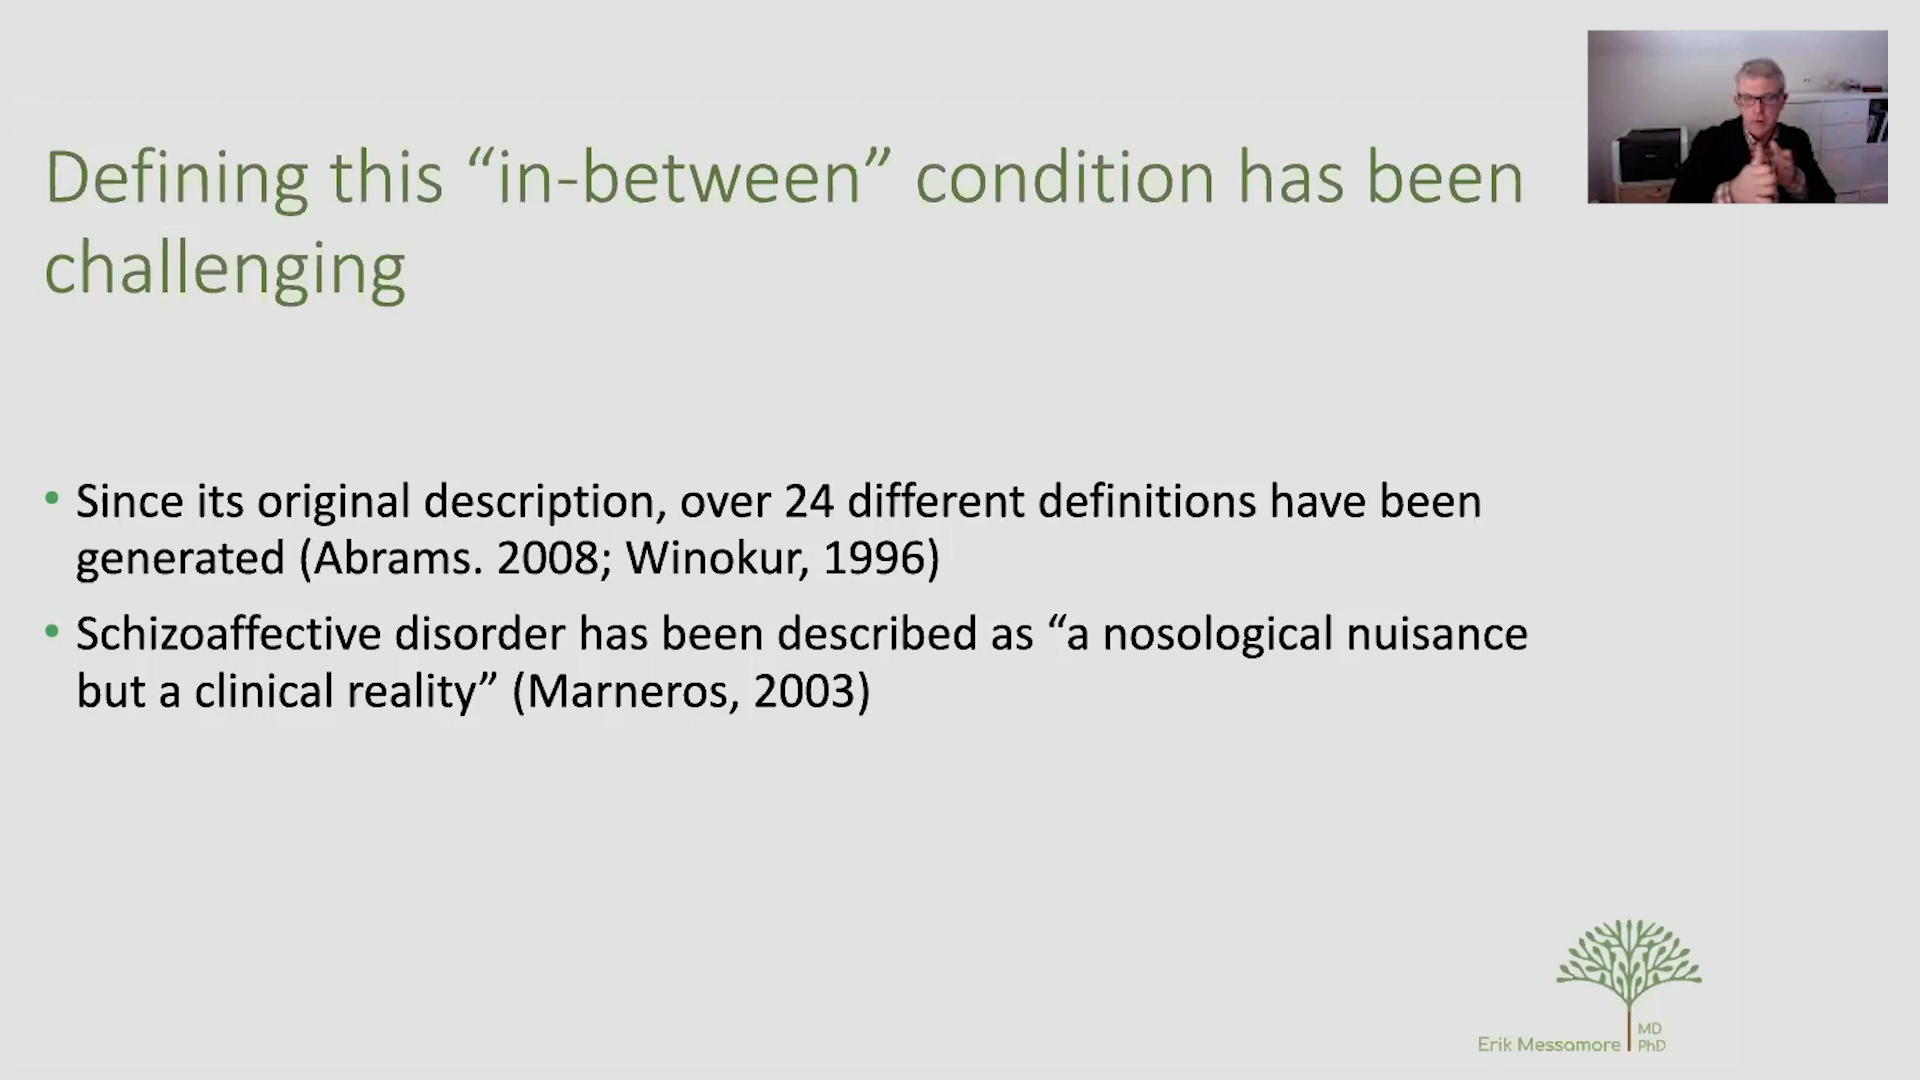 Defining this “in-between” condition has been
challenging
• Since its original description, over 24 different definitions have been
generated (Abrams. 2008; Winokur, 1996)
• Schizoaffective disorder has been described as “a nosological nuisance
but a clinical reality” (Marneros, 2003)
Erik Messamore
MD
PhD